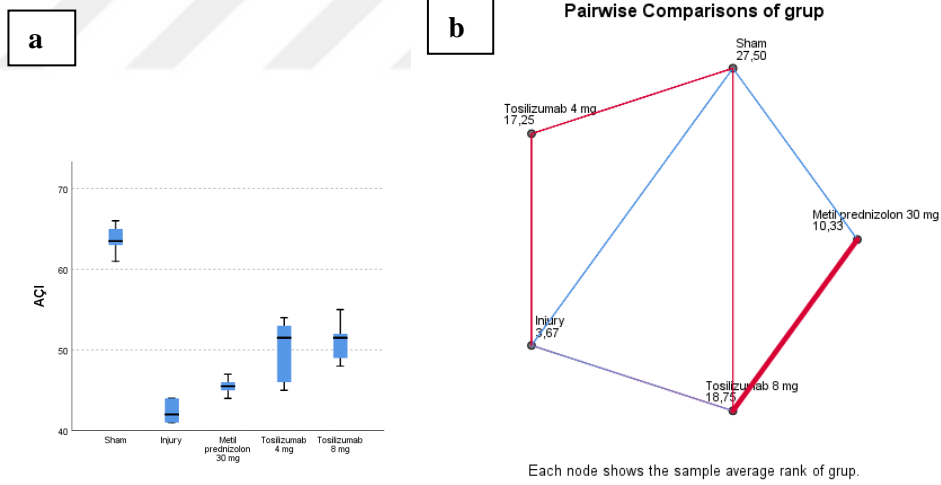 a
70
60
50
40
AÇI
Sham
Injury
Metil
prednizolon
30 mg
Tosilizumab
4 mg
Tosilizumab
8 mg
b
Pairwise Comparisons of grup
Sham
27,50
Tosilizumab 4 mg
17,25
Metil prednizolon 30 mg
10,33
Injury
3,67
Tosilizumab 8 mg
18,75
Each node shows the sample average rank of grup.